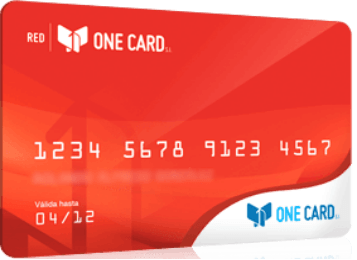 RED ONE CARD S.L.
1234 5678 9123 4567
Válida hasta
04/12
ONE CARD S.L.